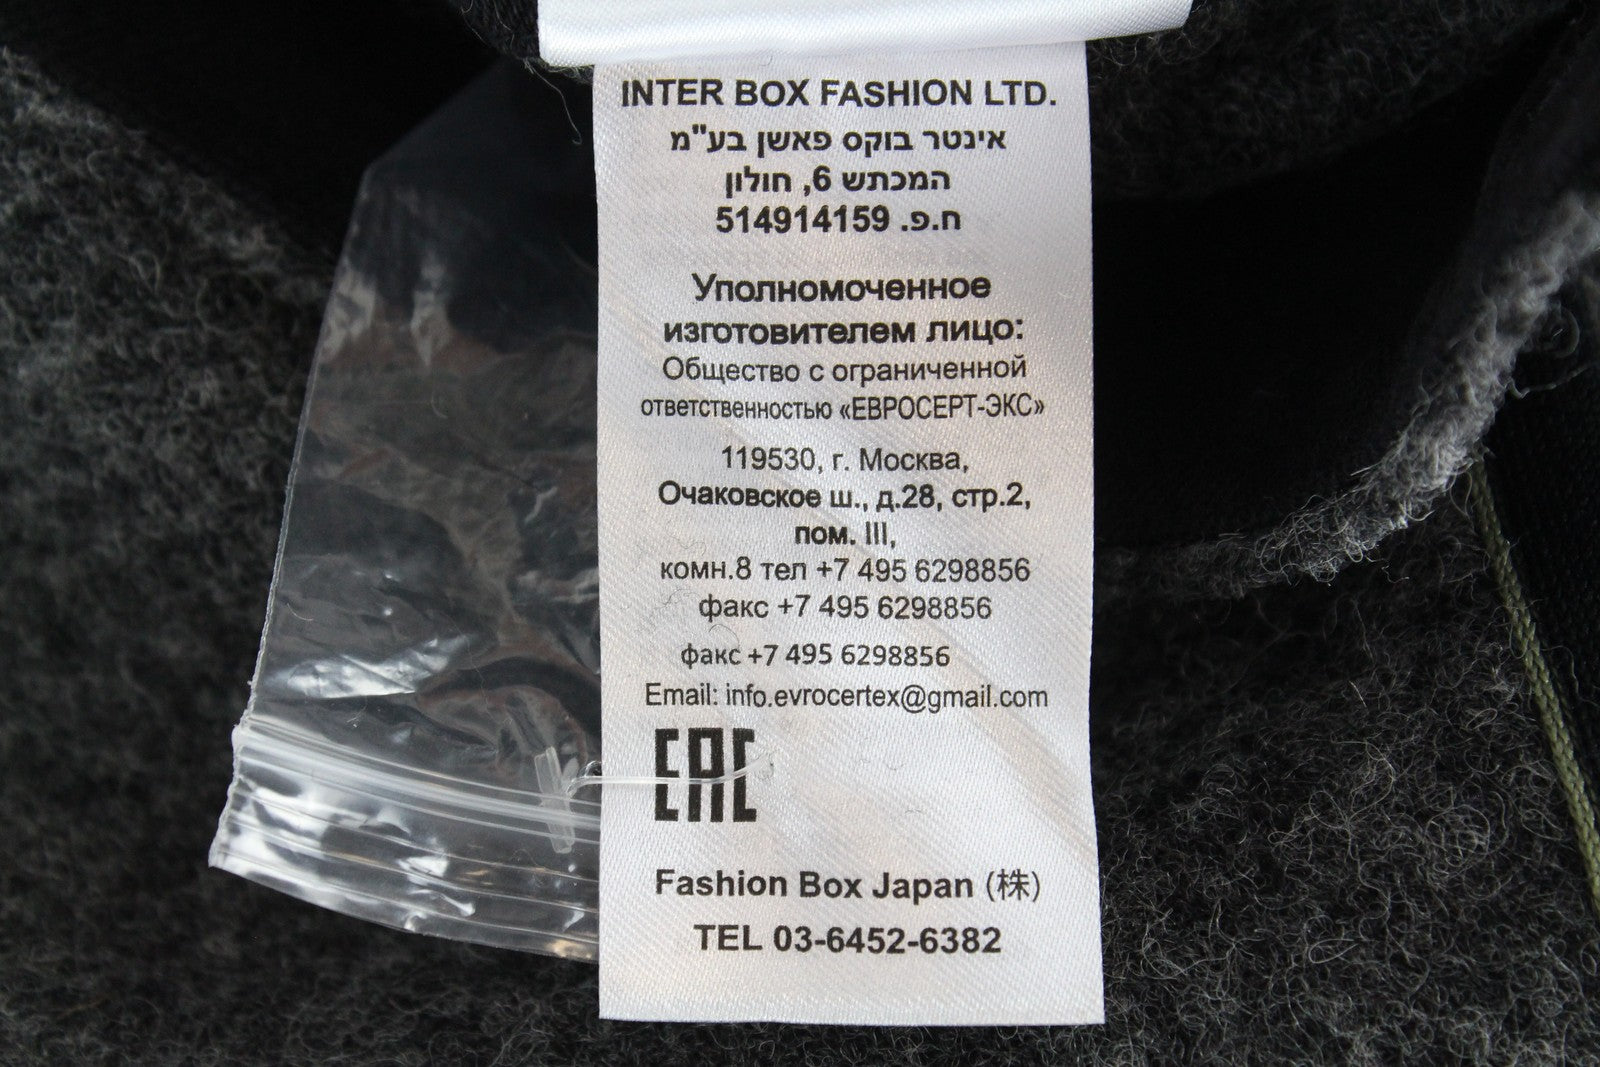 INTER BOX FASHION LTD.
אינטר בוקס פאשן בע"מ
המכתש 6, חולון
ח.פ. 514914159
Уполномоченное
изготовителем лицо:
Общество с ограниченной
ответственностью «ЕВРОСЕРТ-ЭКС»
119530, г. Москва,
Очаковское ш., д.28, стр.2,
пом. III,
комн.8 тел +7 495 6298856
факс +7 495 6298856
факс +7 495 6298856
Email: info.evrocertex@gmail.com
EAC
Fashion Box Japan (株)
TEL 03-6452-6382